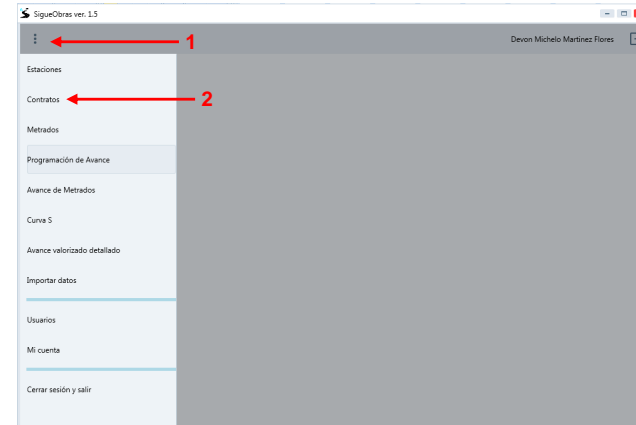 SigueObras ver. 1.5
1
Devon Michelo Martinez Flores
Estaciones
Contratos
2
Metrados
Programación de Avance
Avance de Metrados
Curva S
Avance valorizado detallado
Importar datos
Usuarios
Mi cuenta
Cerrar sesión y salir